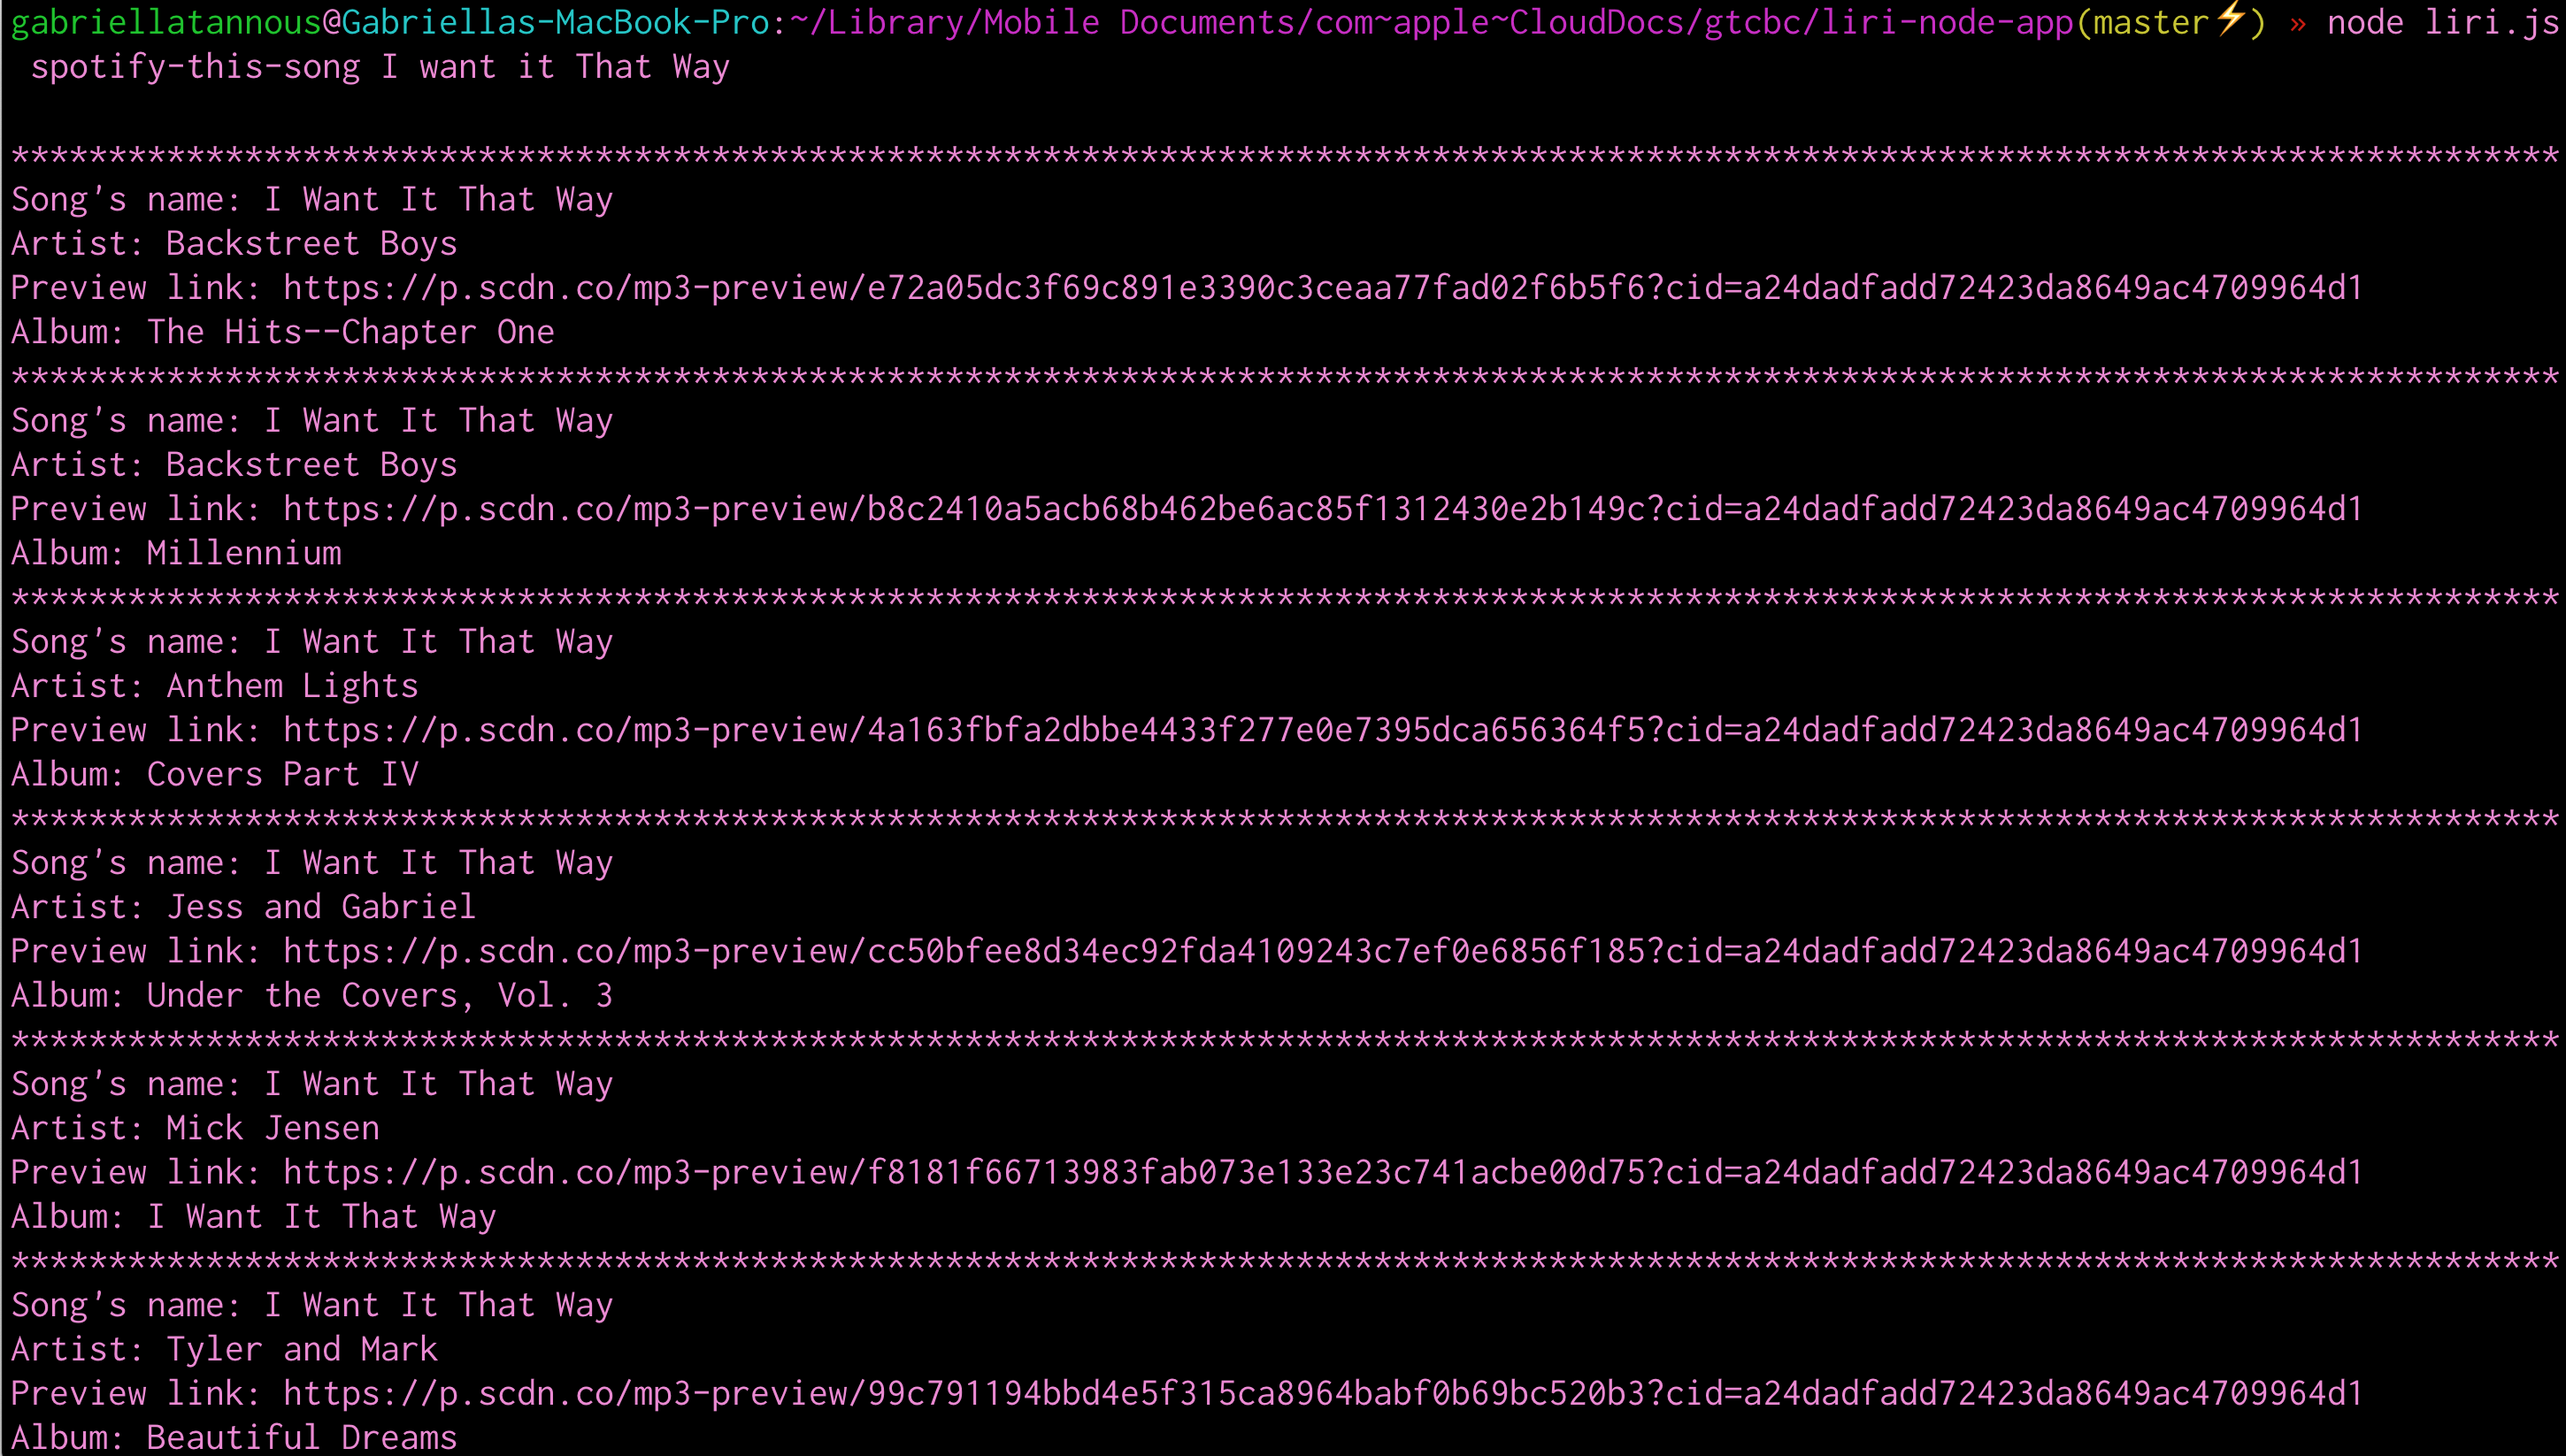 gabriellatannous@Gabriellas-MacBook-Pro:~/Library/Mobile Documents/com~apple~CloudDocs/gtcbc/liri-node-app(master⚡) » node liri.js
spotify-this-song I want it That Way
***********************************************************************************************************************************
Song's name: I Want It That Way
Artist: Backstreet Boys
Preview link: https://p.scdn.co/mp3-preview/e72a05dc3f69c891e3390c3ceaa77fad02f6b5f6?cid=a24dadfadd72423da8649ac4709964d1
Album: The Hits--Chapter One
***********************************************************************************************************************************
Song's name: I Want It That Way
Artist: Backstreet Boys
Preview link: https://p.scdn.co/mp3-preview/b8c2410a5acb68b462be6ac85f1312430e2b149c?cid=a24dadfadd72423da8649ac4709964d1
Album: Millennium
***********************************************************************************************************************************
Song's name: I Want It That Way
Artist: Anthem Lights
Preview link: https://p.scdn.co/mp3-preview/4a163fbfa2dbbe4433f277e0e7395dca656364f5?cid=a24dadfadd72423da8649ac4709964d1
Album: Covers Part IV
***********************************************************************************************************************************
Song's name: I Want It That Way
Artist: Jess and Gabriel
Preview link: https://p.scdn.co/mp3-preview/cc50bfee8d34ec92fda4109243c7ef0e6856f185?cid=a24dadfadd72423da8649ac4709964d1
Album: Under the Covers, Vol. 3
***********************************************************************************************************************************
Song's name: I Want It That Way
Artist: Mick Jensen
Preview link: https://p.scdn.co/mp3-preview/f8181f66713983fab073e133e23c741acbe00d75?cid=a24dadfadd72423da8649ac4709964d1
Album: I Want It That Way
***********************************************************************************************************************************
Song's name: I Want It That Way
Artist: Tyler and Mark
Preview link: https://p.scdn.co/mp3-preview/99c791194bbd4e5f315ca8964babf0b69bc520b3?cid=a24dadfadd72423da8649ac4709964d1
Album: Beautiful Dreams